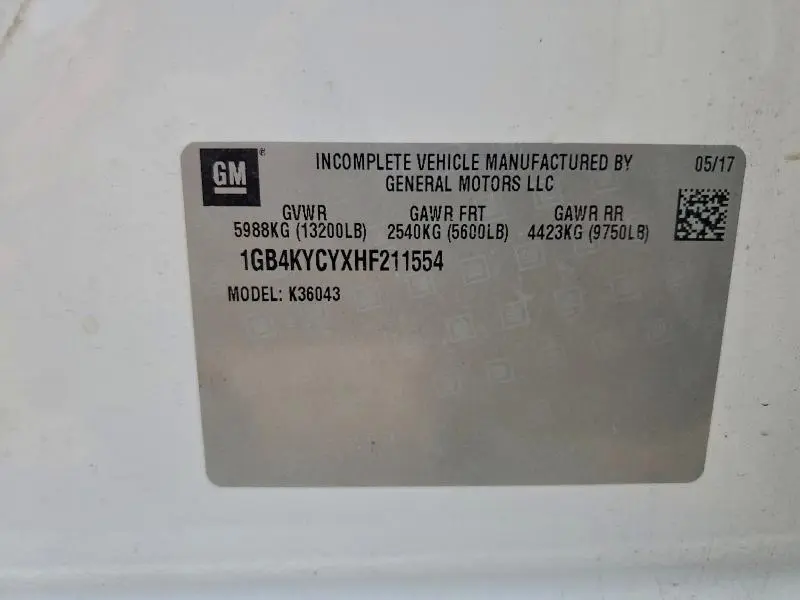 GM® INCOMPLETE VEHICLE MANUFACTURED BY 05/17
GENERAL MOTORS LLC
GVWR GAWR FRT GAWR RR
5988KG (13200LB) 2540KG (5600LB) 4423KG (9750LB)
1GB4KYCYXHF211554
MODEL: K36043